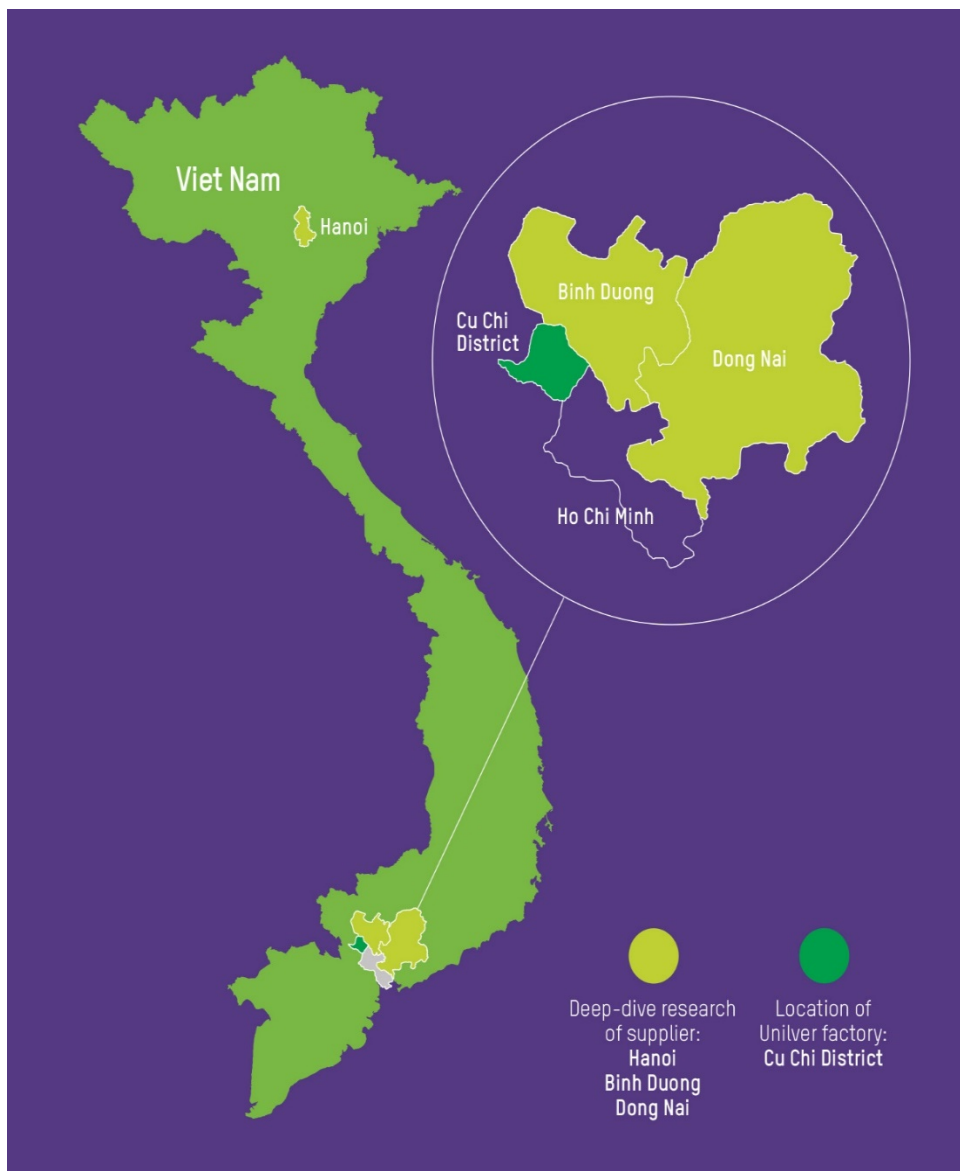 Viet Nam
Hanoi
Binh Duong
Cu Chi
District
Dong Nai
Ho Chi Minh
Deep-dive research
of supplier:
Hanoi
Binh Duong
Dong Nai
Location of
Unilver factory:
Cu Chi District